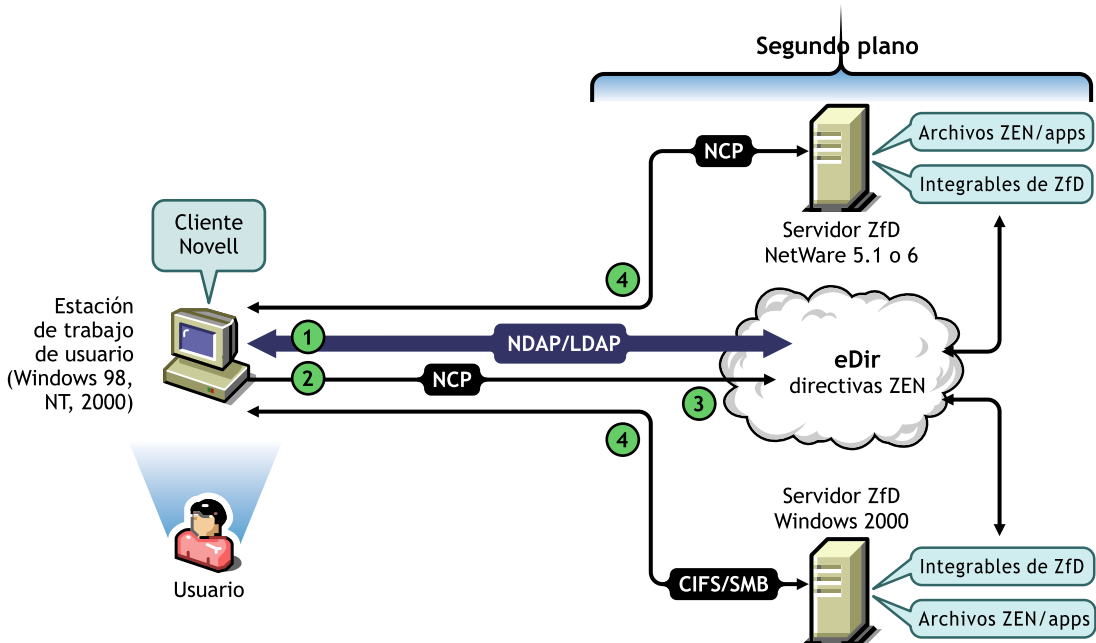 Segundo plano
NCP
Archivos ZEN/apps
Integrables de ZfD
Servidor ZfD
NetWare 5.1 o 6
Cliente
Novell
4
Estación
de trabajo
de usuario
(Windows 98,
NT, 2000)
1
NDAP/LDAP
eDir
directivas ZEN
2
NCP
3
4
Servidor ZfD
Windows 2000
CIFS/SMB
Integrables de ZfD
Archivos ZEN/apps
Usuario